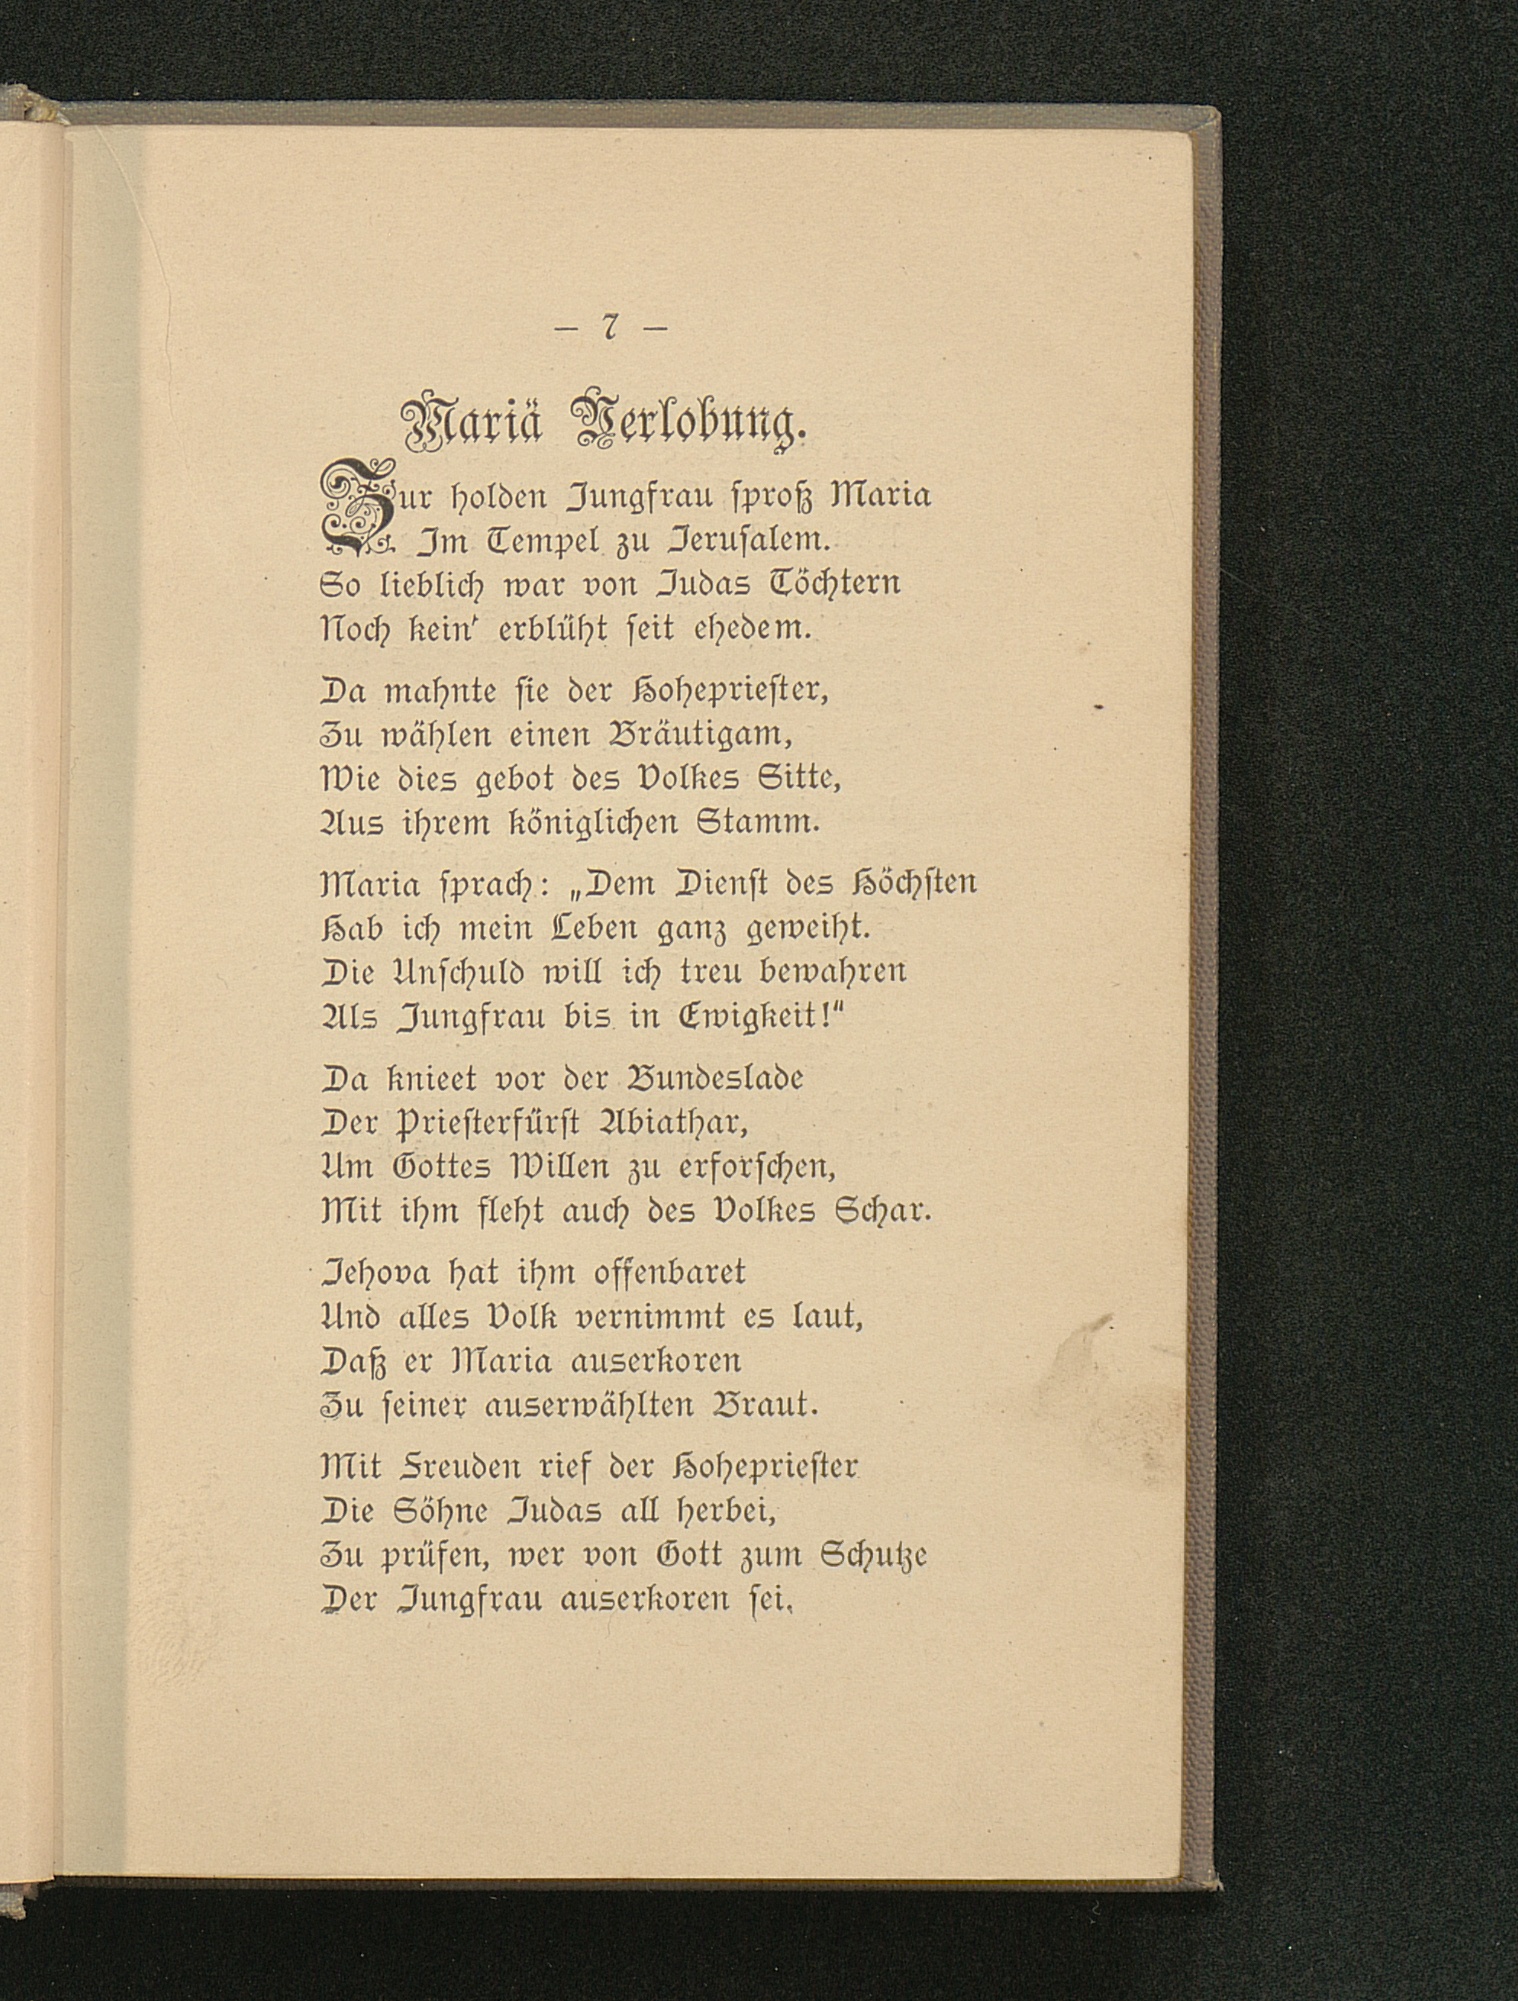 — 7 —
Mariä Verlobung.
Zur holden Jungfrau sproß Maria
Im Tempel zu Jerusalem.
So lieblich war von Judas Töchtern
Noch kein' erblüht seit ehedem.
Da mahnte sie der Hohepriester,
Zu wählen einen Bräutigam,
Wie dies gebot des Volkes Sitte,
Aus ihrem königlichen Stamm.
Maria sprach: „Dem Dienst des Höchsten
Hab ich mein Leben ganz geweiht.
Die Unschuld will ich treu bewahren
Als Jungfrau bis in Ewigkeit!“
Da knieet vor der Bundeslade
Der Priesterfürst Abiathar,
Um Gottes Willen zu erforschen,
Mit ihm fleht auch des Volkes Schar.
Jehova hat ihm offenbaret
Und alles Volk vernimmt es laut,
Daß er Maria auserkoren
Zu seiner auserwählten Braut.
Mit Freuden rief der Hohepriester
Die Söhne Judas all herbei,
Zu prüfen, wer von Gott zum Schutze
Der Jungfrau auserkoren sei.